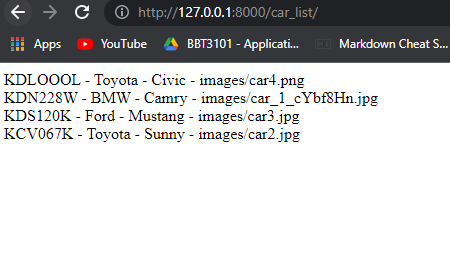 http://127.0.0.1:8000/car_list/
YouTube
BBT3101 - Applicati...
Markdown Cheat S...
KDLOOOL - Toyota - Civic - images/car4.png
KDN228W - BMW - Camry - images/car_1_cYbf8Hn.jpg
KDS120K - Ford - Mustang - images/car3.jpg
KCV067K - Toyota - Sunny - images/car2.jpg